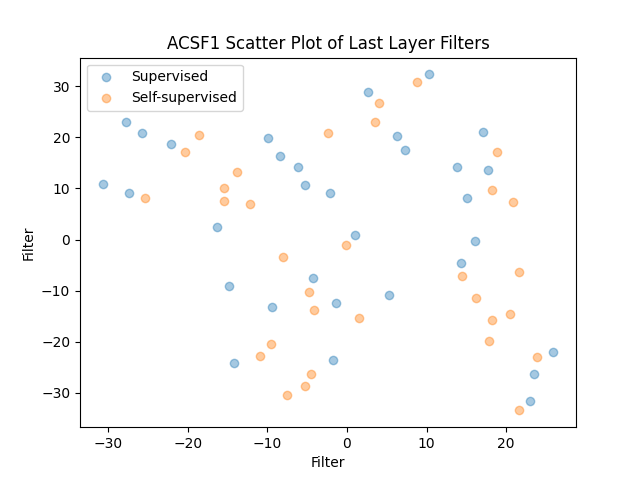 ACSF1 Scatter Plot of Last Layer Filters
Supervised
Self-supervised
Filter
30
20
10
0
−10
−20
−30
−30
−20
−10
0
10
20
Filter